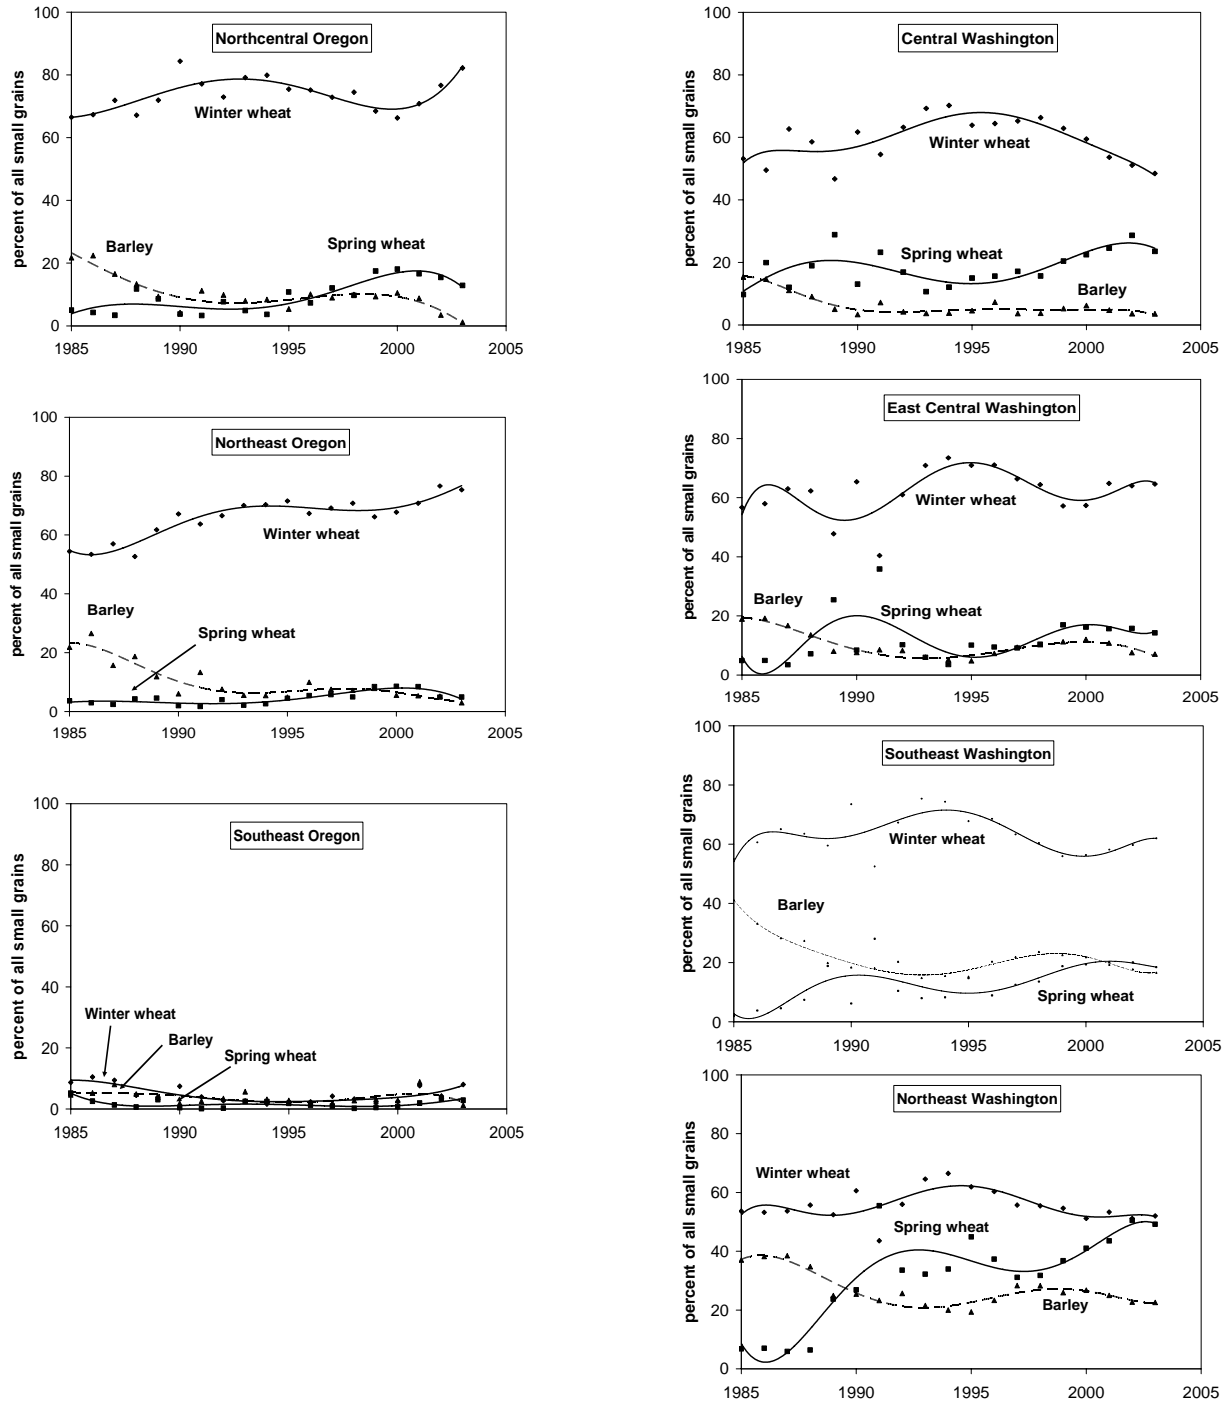 Northcentral Oregon
percent of all small grains
100
80
60
40
20
0
Winter wheat
Barley
Spring wheat
1985 1990 1995 2000 2005
Northeast Oregon
percent of all small grains
100
80
60
40
20
0
Winter wheat
Barley
Spring wheat
1985 1990 1995 2000 2005
Southeast Oregon
percent of all small grains
100
80
60
40
20
0
Winter wheat
Barley
Spring wheat
1985 1990 1995 2000 2005
Central Washington
percent of all small grains
100
80
60
40
20
0
Winter wheat
Spring wheat
Barley
1985 1990 1995 2000 2005
East Central Washington
percent of all small grains
100
80
60
40
20
0
Winter wheat
Barley
Spring wheat
1985 1990 1995 2000 2005
Southeast Washington
percent of all small grains
100
80
60
40
20
0
Winter wheat
Barley
Spring wheat
1985 1990 1995 2000 2005
Northeast Washington
percent of all small grains
100
80
60
40
20
0
Winter wheat
Spring wheat
Barley
1985 1990 1995 2000 2005